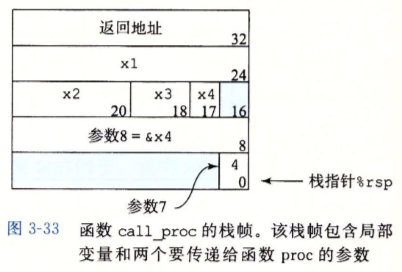 返回地址
32
x1
24
x2 x3 x4
20 18 17 16
参数8 = &x4
8
4
0
栈指针%rsp
参数7
图 3-33 函数 call_proc 的栈帧。该栈帧包含局部
变量和两个要传递给函数 proc 的参数